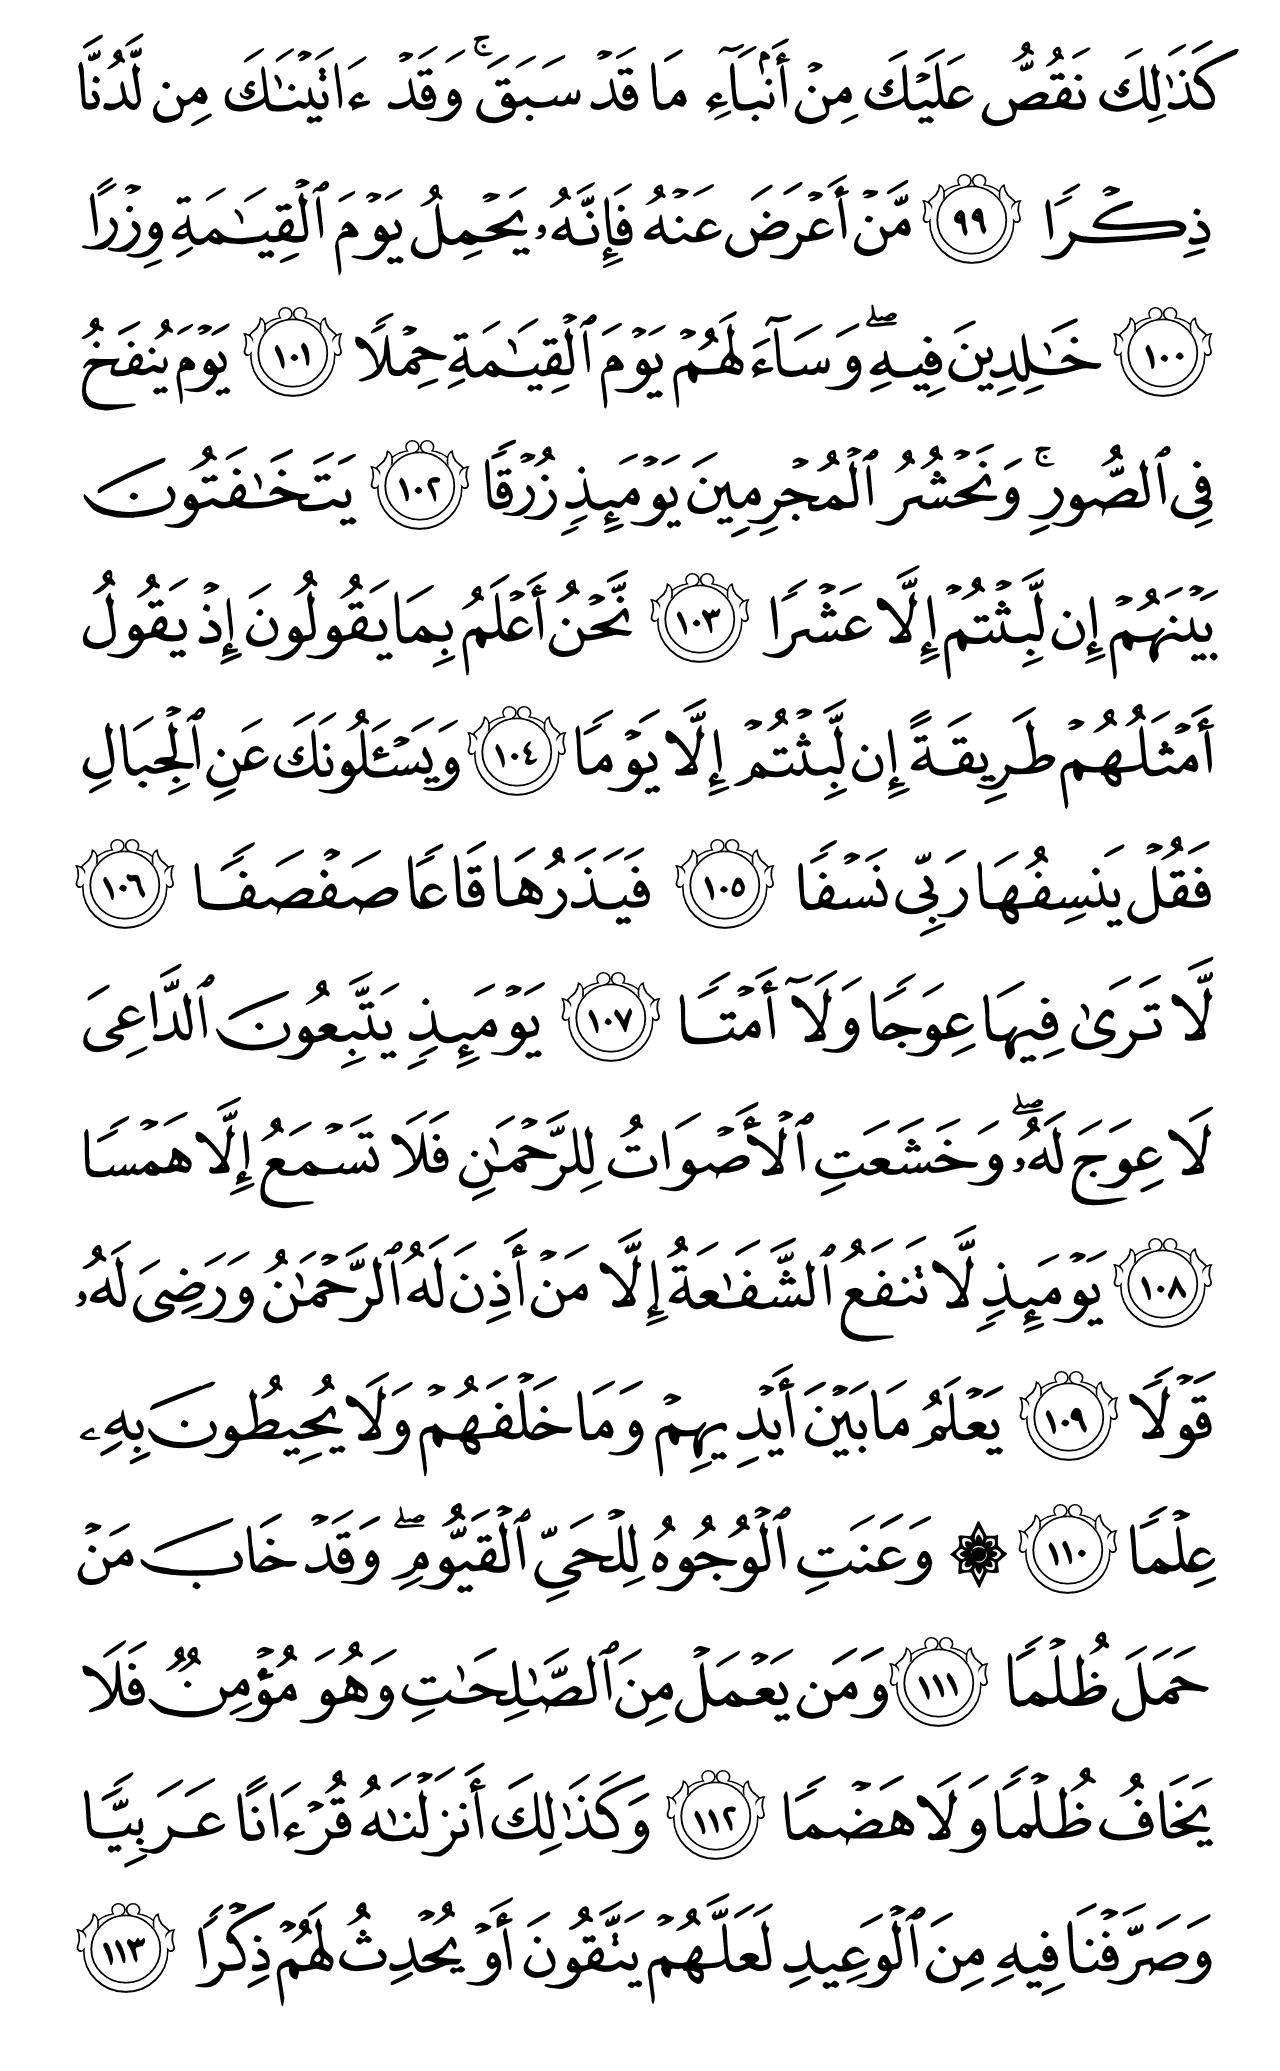 كَذَٰلِكَ نَقُصُّ عَلَيۡكَ مِنۡ أَنۢبَآءِ مَا قَدۡ سَبَقَۚ وَقَدۡ ءَاتَيۡنَٰكَ مِن لَّدُنَّا
ذِكۡرٗا ٩٩ مَّنۡ أَعۡرَضَ عَنۡهُ فَإِنَّهُۥ يَحۡمِلُ يَوۡمَ ٱلۡقِيَٰمَةِ وِزۡرًا
١٠٠ خَٰلِدِينَ فِيهِۖ وَسَآءَ لَهُمۡ يَوۡمَ ٱلۡقِيَٰمَةِ حِمۡلٗا ١٠١ يَوۡمَ يُنفَخُ
فِي ٱلصُّورِۚ وَنَحۡشُرُ ٱلۡمُجۡرِمِينَ يَوۡمَئِذٖ زُرۡقٗا ١٠٢ يَتَخَٰفَتُونَ
بَيۡنَهُمۡ إِن لَّبِثۡتُمۡ إِلَّا عَشۡرٗا ١٠٣ نَّحۡنُ أَعۡلَمُ بِمَا يَقُولُونَ إِذۡ يَقُولُ
أَمۡثَلُهُمۡ طَرِيقَةً إِن لَّبِثۡتُمۡ إِلَّا يَوۡمٗا ١٠٤ وَيَسۡـَٔلُونَكَ عَنِ ٱلۡجِبَالِ
فَقُلۡ يَنسِفُهَا رَبِّي نَسۡفٗا ١٠٥ فَيَذَرُهَا قَاعٗا صَفۡصَفٗا ١٠٦
لَّا تَرَىٰ فِيهَا عِوَجٗا وَلَآ أَمۡتٗا ١٠٧ يَوۡمَئِذٖ يَتَّبِعُونَ ٱلدَّاعِيَ
لَا عِوَجَ لَهُۥۖ وَخَشَعَتِ ٱلۡأَصۡوَاتُ لِلرَّحۡمَٰنِ فَلَا تَسۡمَعُ إِلَّا هَمۡسٗا
١٠٨ يَوۡمَئِذٖ لَّا تَنفَعُ ٱلشَّفَٰعَةُ إِلَّا مَنۡ أَذِنَ لَهُ ٱلرَّحۡمَٰنُ وَرَضِيَ لَهُۥ
قَوۡلٗا ١٠٩ يَعۡلَمُ مَا بَيۡنَ أَيۡدِيهِمۡ وَمَا خَلۡفَهُمۡ وَلَا يُحِيطُونَ بِهِۦ
عِلۡمٗا ١١٠ ۞ وَعَنَتِ ٱلۡوُجُوهُ لِلۡحَيِّ ٱلۡقَيُّومِۖ وَقَدۡ خَابَ مَنۡ
حَمَلَ ظُلۡمٗا ١١١ وَمَن يَعۡمَلۡ مِنَ ٱلصَّٰلِحَٰتِ وَهُوَ مُؤۡمِنٞ فَلَا
يَخَافُ ظُلۡمٗا وَلَا هَضۡمٗا ١١٢ وَكَذَٰلِكَ أَنزَلۡنَٰهُ قُرۡءَانًا عَرَبِيّٗا
وَصَرَّفۡنَا فِيهِ مِنَ ٱلۡوَعِيدِ لَعَلَّهُمۡ يَتَّقُونَ أَوۡ يُحۡدِثُ لَهُمۡ ذِكۡرٗا ١١٣